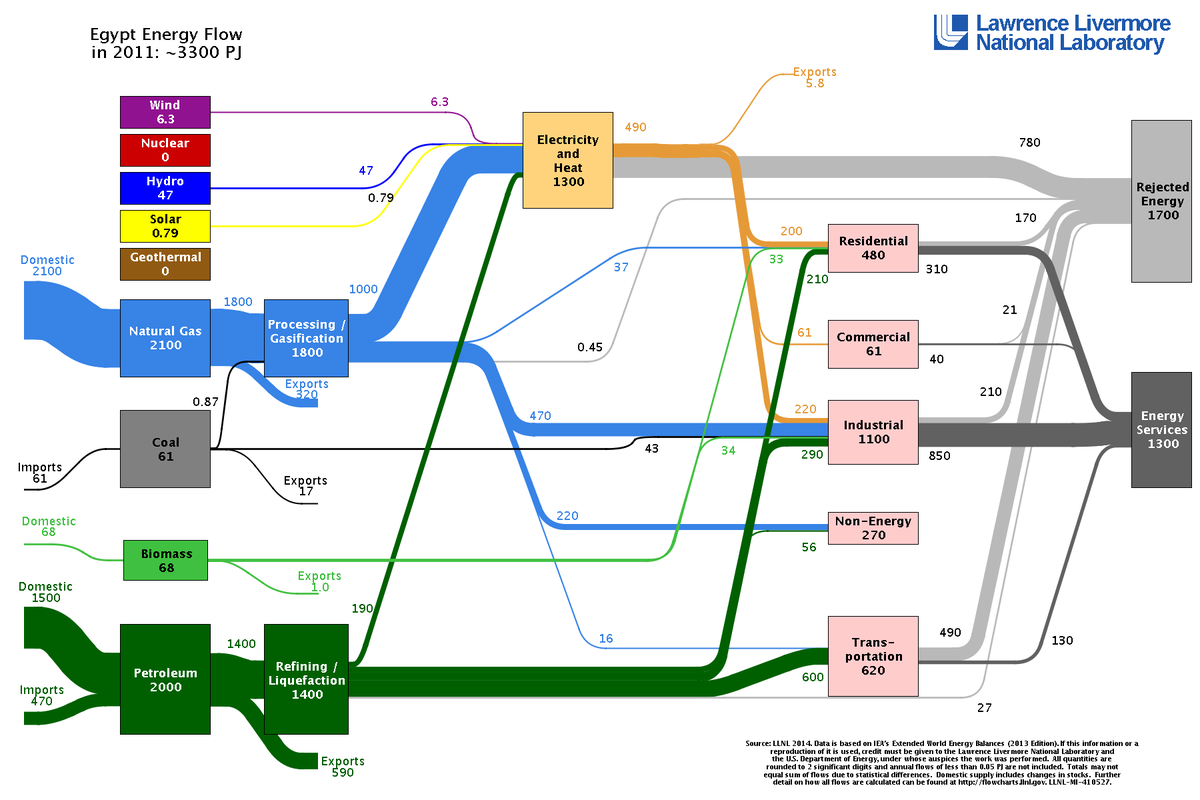 Egypt Energy Flow
in 2011: ~3300 PJ
Lawrence Livermore
National Laboratory
Exports
5.8
Wind
6.3
6.3
Nuclear
0
Hydro
47
47
Solar
0.79
0.79
Geothermal
0
Electricity
and
Heat
1300
490
780
Rejected
Energy
1700
Domestic
2100
Natural Gas
2100
1800
Processing /
Gasification
1800
1000
Exports
320
37
0.45
200
33
210
Residential
480
170
310
61
Commercial
61
21
40
0.87
Coal
61
Imports
61
Exports
17
470
43
220
34
290
Industrial
1100
210
850
Energy
Services
1300
Domestic
68
Biomass
68
Exports
1.0
220
56
Non-Energy
270
Domestic
1500
Imports
470
Petroleum
2000
1400
Refining /
Liquefaction
1400
190
Exports
590
16
600
Trans-
portation
620
490
130
27
Source: LLNL 2014. Data is based on IEA's Extended World Energy Balances (2013 Edition). If this information or a
reproduction of it is used, credit must be given to the Lawrence Livermore National Laboratory and
the U.S. Department of Energy, under whose auspices the work was performed. All quantities are
rounded to 2 significant digits and annual flows of less than 0.05 PJ are not included. Totals may not
equal sum of flows due to statistical differences. Domestic supply includes changes in stocks. Further
detail on how all flows are calculated can be found at http://flowcharts.llnl.gov. LLNL-MI-410527.